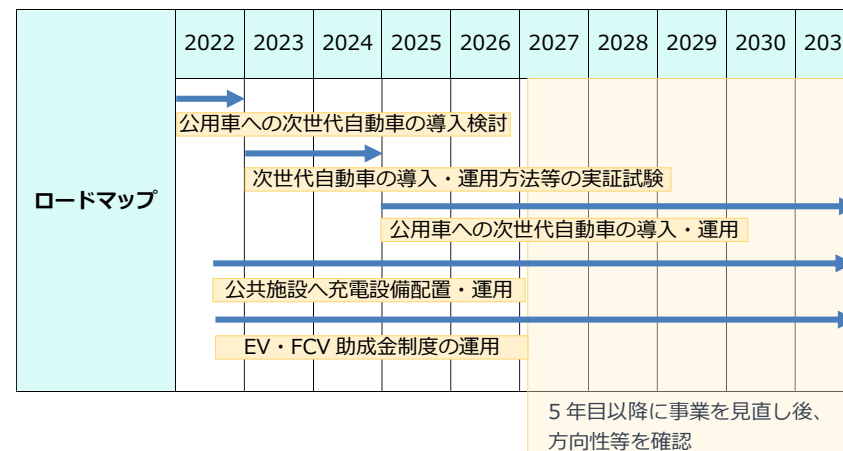 2022 2023 2024 2025 2026 2027 2028 2029 2030 203
公用車への次世代自動車の導入検討
次世代自動車の導入・運用方法等の実証試験
ロードマップ
公用車への次世代自動車の導入・運用
公共施設へ充電設備配置・運用
EV・FCV 助成金制度の運用
5 年目以降に事業を見直し後、
方向性等を確認